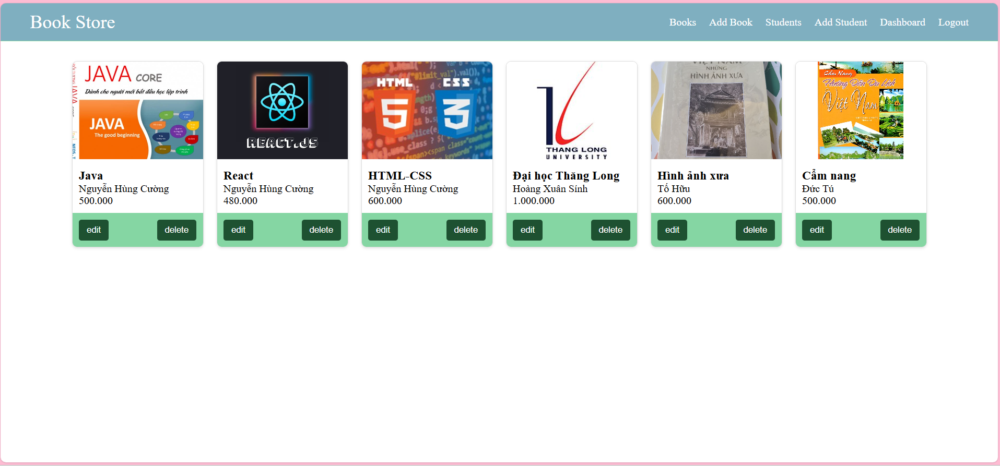 Book Store
Books Add Book Students Add Student Dashboard Logout
JAVA CORE
Dành cho người mới bắt đầu học lập trình
JAVA
The good beginning
REACT.JS
HTML CSS
THANG LONG
UNIVERSITY
VIỆT NAM
NHỮNG
HÌNH ẢNH XƯA
Cẩm Nang
Hướng Dẫn Du Lịch
Việt Nam
Java
Nguyễn Hùng Cường
500.000
edit delete
React
Nguyễn Hùng Cường
480.000
edit delete
HTML-CSS
Nguyễn Hùng Cường
600.000
edit delete
Đại học Thăng Long
Hoàng Xuân Sính
1.000.000
edit delete
Hình ảnh xưa
Tố Hữu
600.000
edit delete
Cẩm nang
Đức Tú
500.000
edit delete